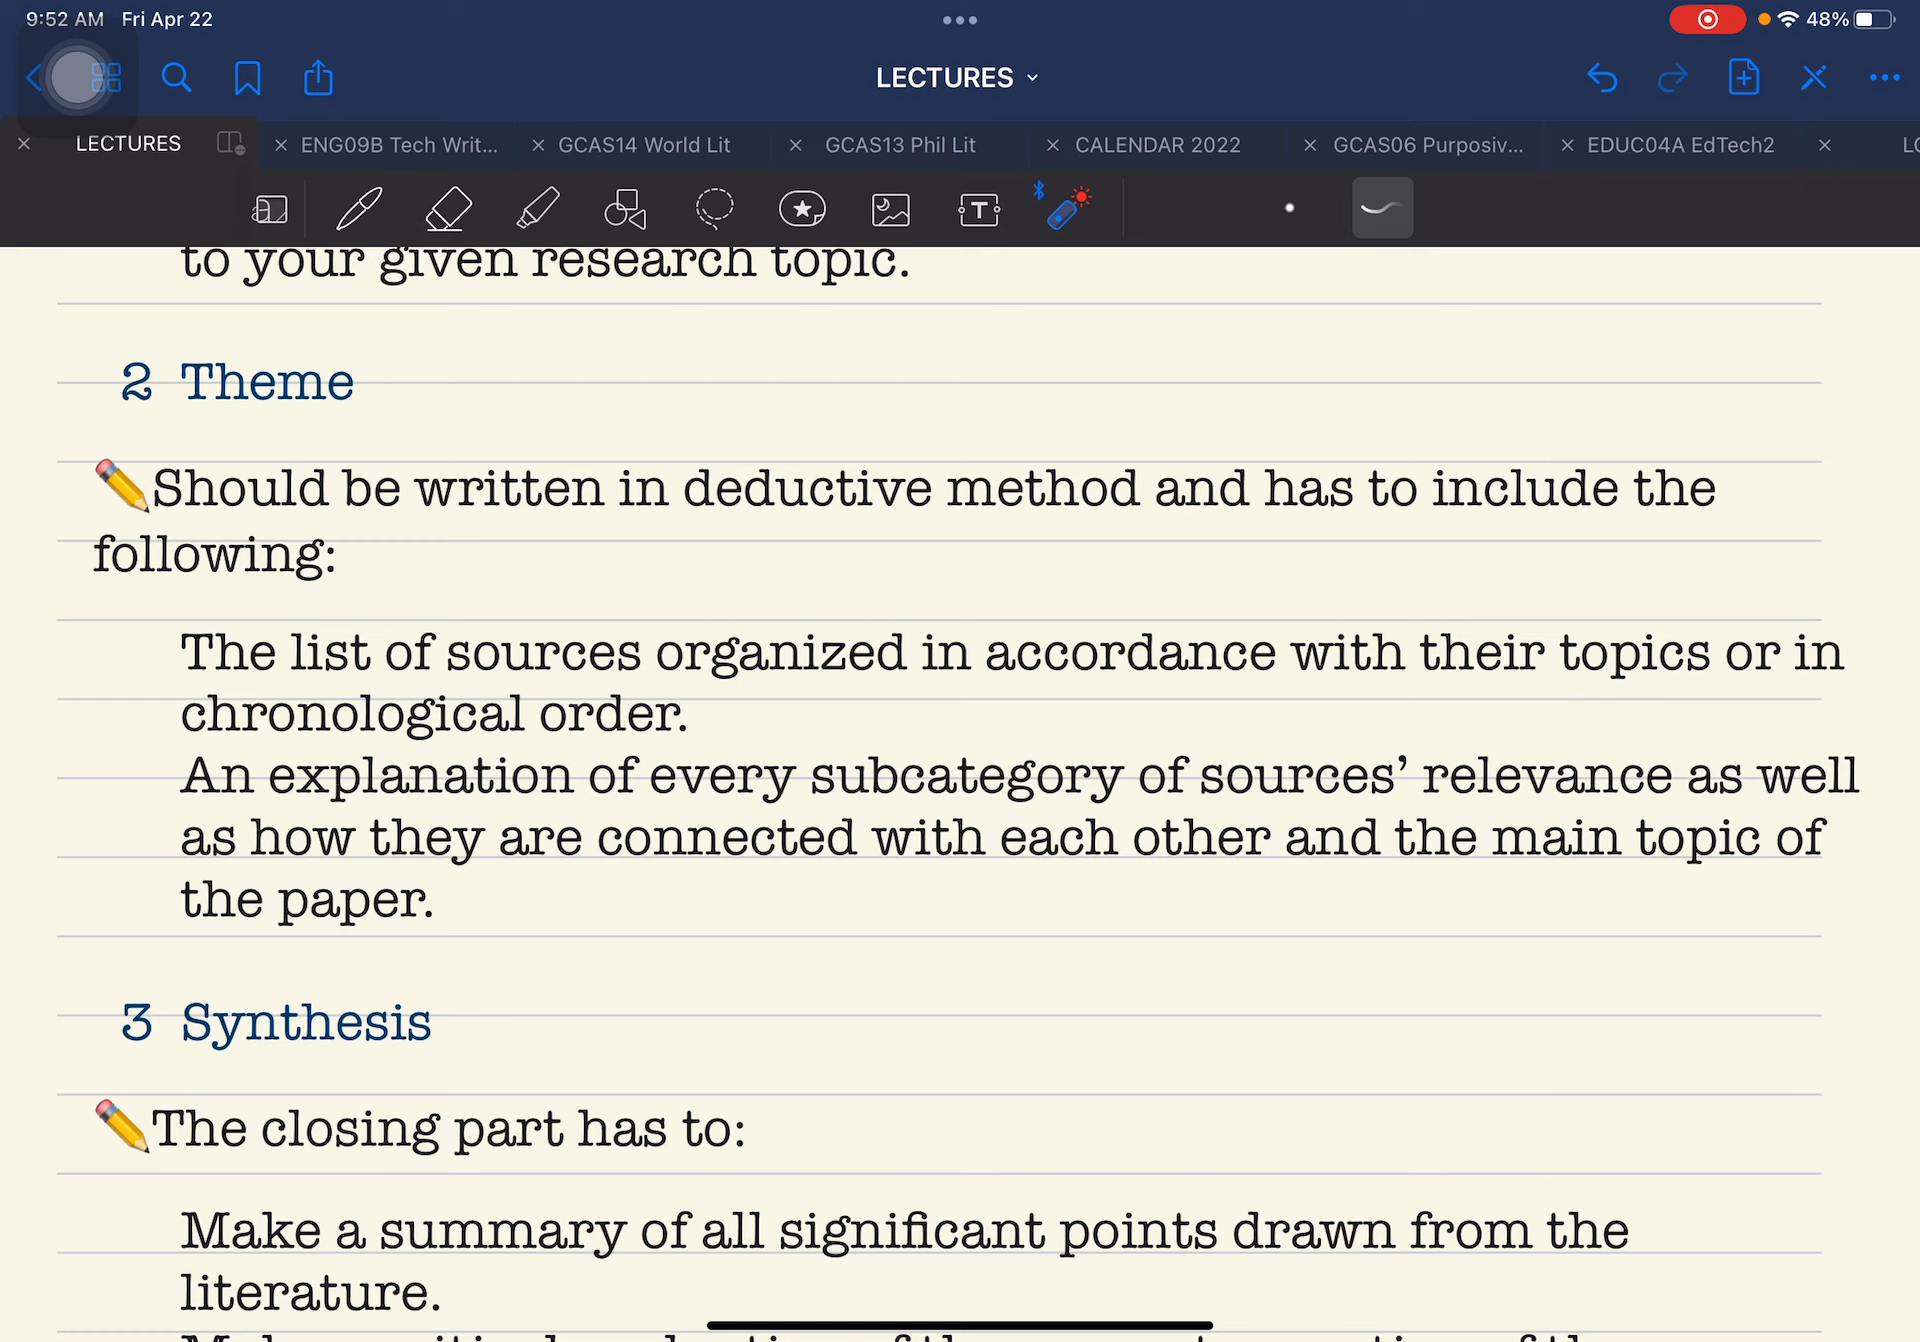 9:52 AM Fri Apr 22
48%
LECTURES
LECTURES
ENG09B Tech Writ...
GCAS14 World Lit
GCAS13 Phil Lit
CALENDAR 2022
GCAS06 Purposiv...
EDUC04A EdTech2
to your given research topic.
2 Theme
✏️Should be written in deductive method and has to include the
following:
The list of sources organized in accordance with their topics or in
chronological order.
An explanation of every subcategory of sources’ relevance as well
as how they are connected with each other and the main topic of
the paper.
3 Synthesis
✏️The closing part has to:
Make a summary of all significant points drawn from the
literature.